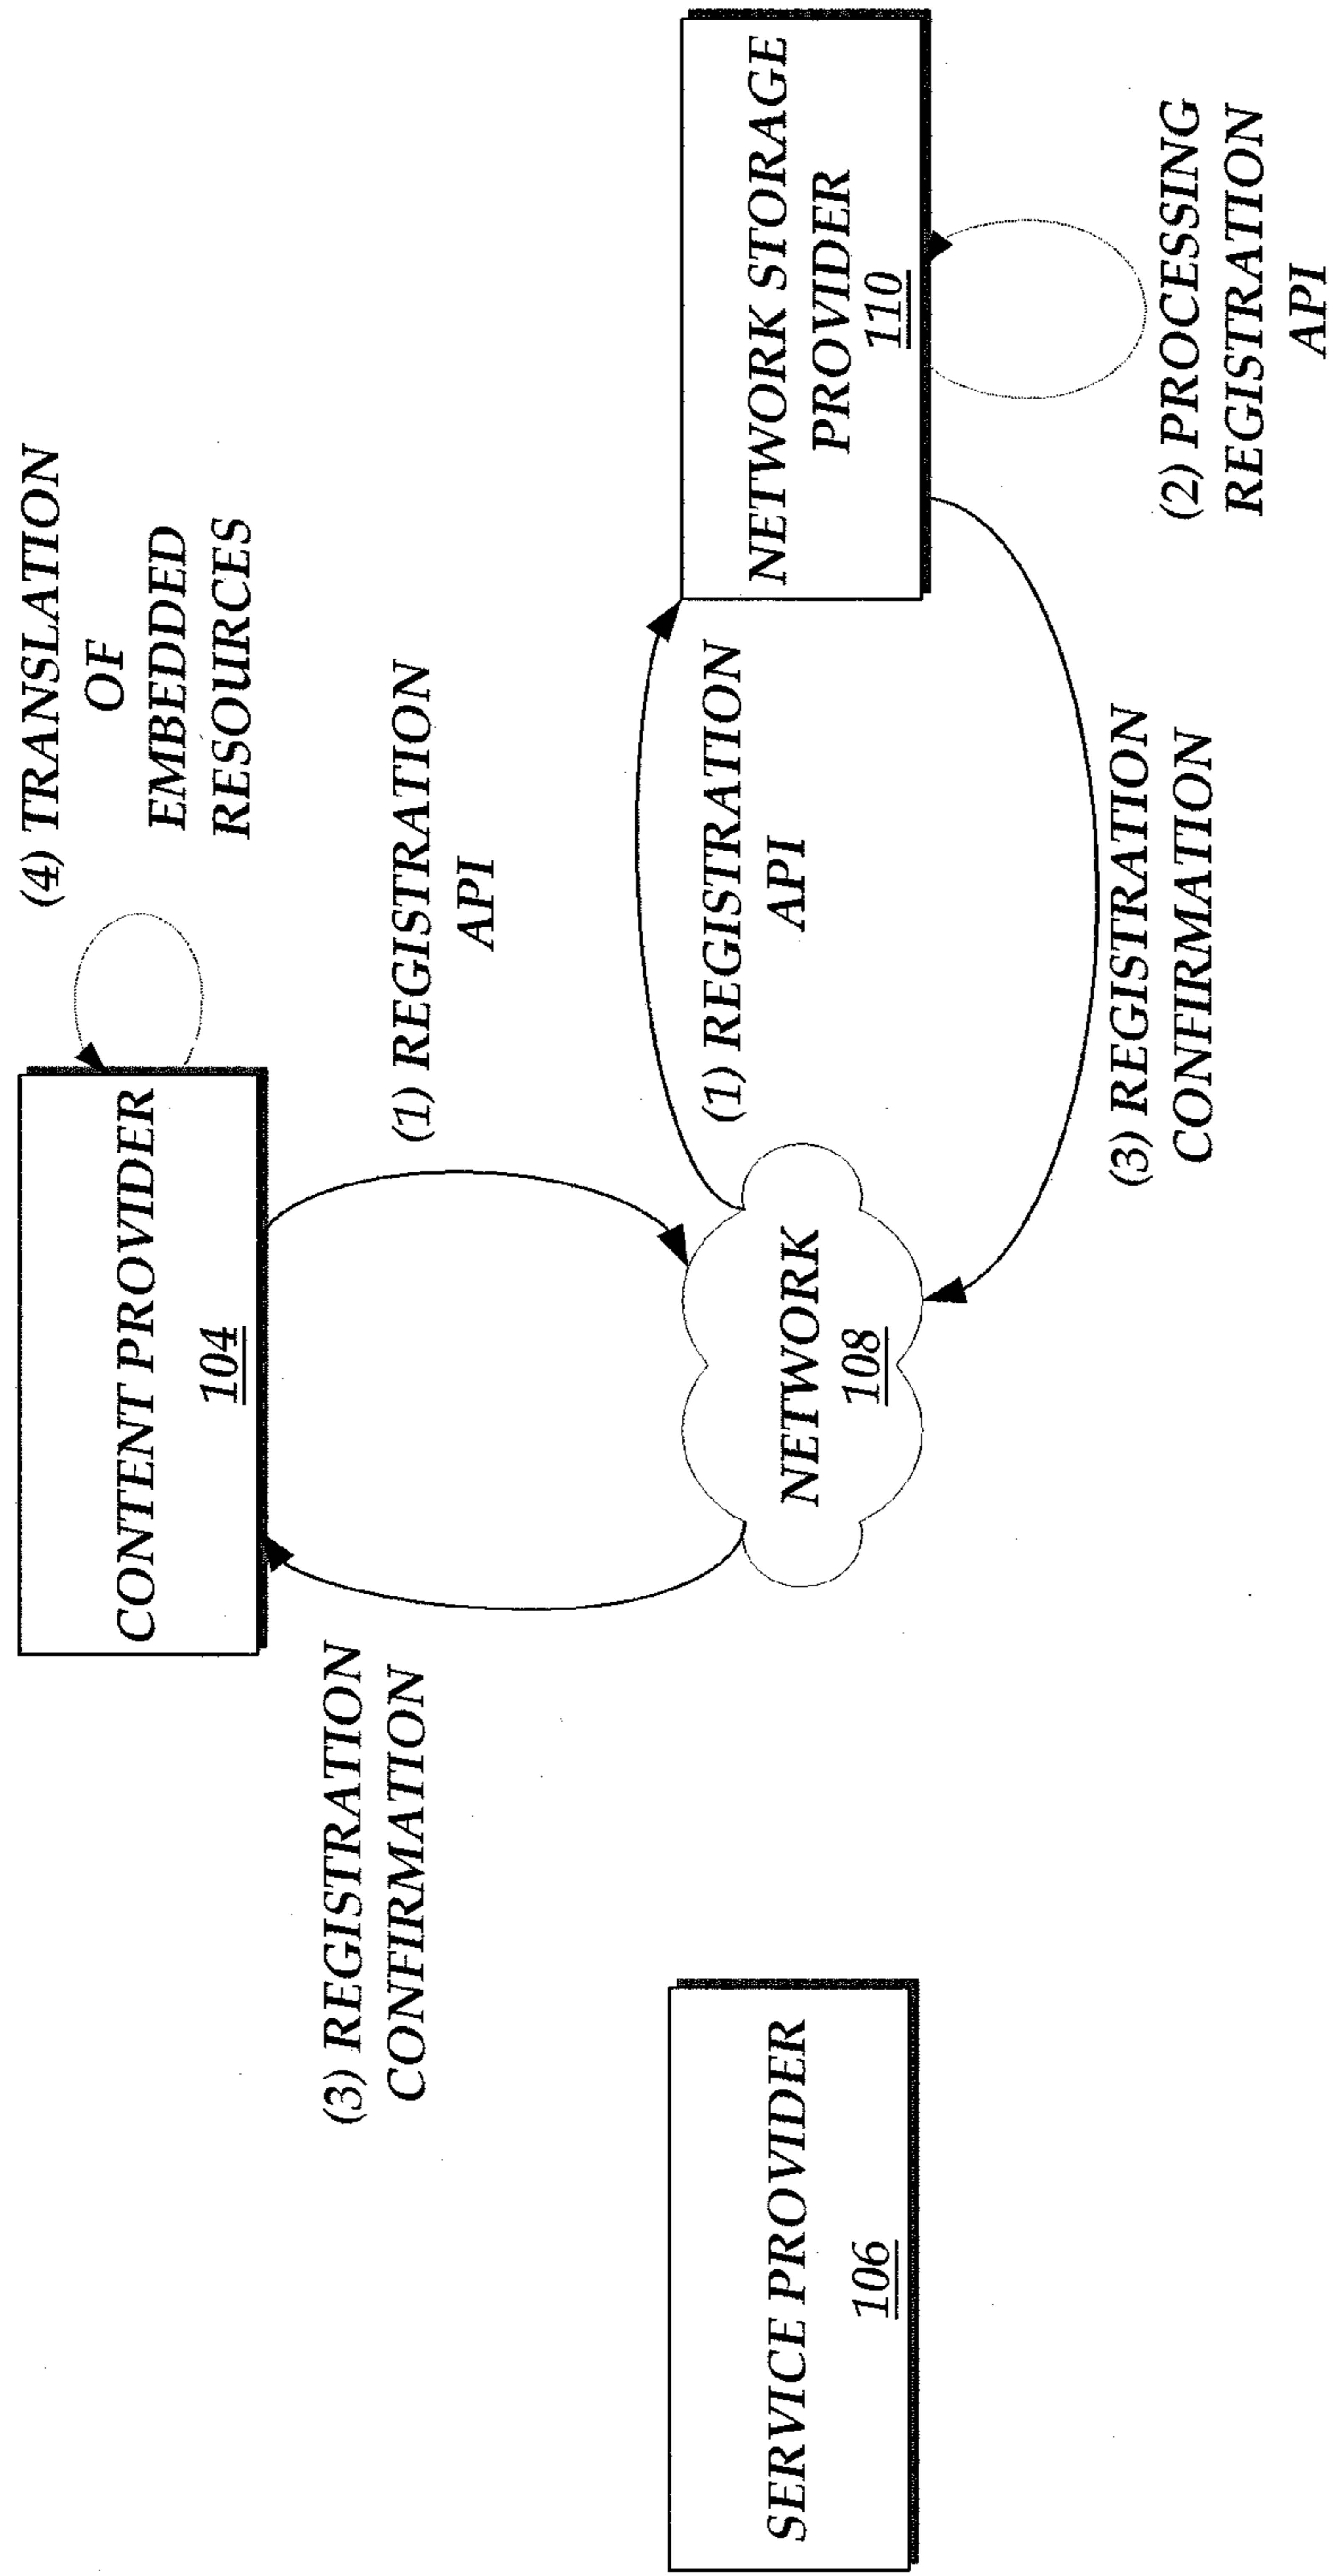 CONTENT PROVIDER
104
(4) TRANSLATION
OF
EMBEDDED
RESOURCES
(3) REGISTRATION
CONFIRMATION
(1) REGISTRATION
API
SERVICE PROVIDER
106
NETWORK
108
(1) REGISTRATION
API
NETWORK STORAGE
PROVIDER
110
(3) REGISTRATION
CONFIRMATION
(2) PROCESSING
REGISTRATION
API